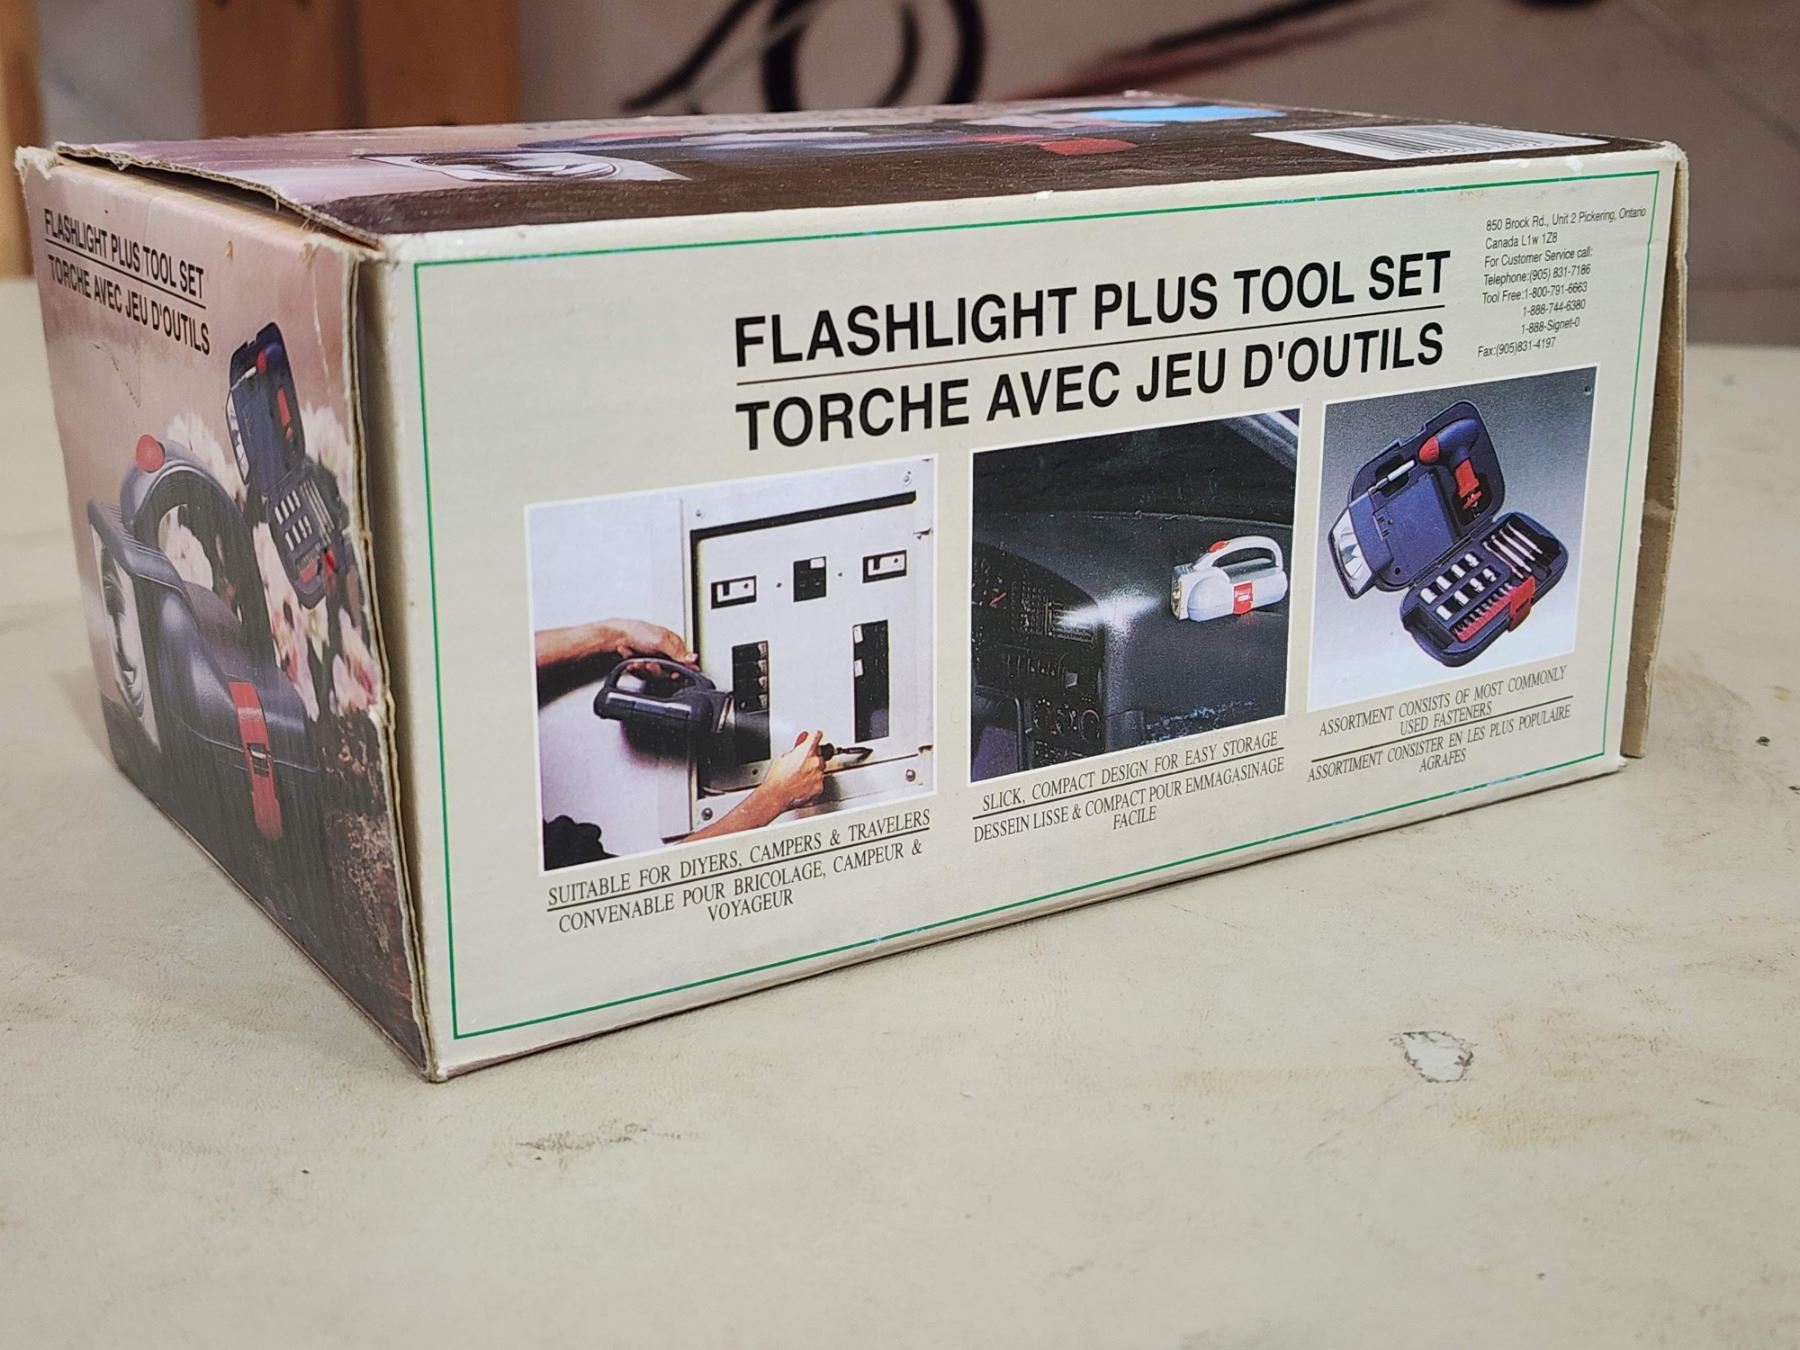 FLASHLIGHT PLUS TOOL SET
TORCHE AVEC JEU D'OUTILS
850 Brock Rd., Unit 2 Pickering, Ontario
Canada L1w 1Z8
For Customer Service call:
Telephone:(905) 831-7186
Tool Free:1-800-791-6663
1-888-744-6380
1-888-Signet-0
Fax:(905)831-4197
FLASHLIGHT PLUS TOOL SET
TORCHE AVEC JEU D'OUTILS
SUITABLE FOR DIYERS, CAMPERS & TRAVELERS
CONVENABLE POUR BRICOLAGE, CAMPEUR &
VOYAGEUR
SLICK, COMPACT DESIGN FOR EASY STORAGE
DESSEIN LISSE & COMPACT POUR EMMAGASINAGE
FACILE
ASSORTMENT CONSISTS OF MOST COMMONLY
USED FASTENERS
ASSORTIMENT CONSISTER EN LES PLUS POPULAIRE
AGRAFES